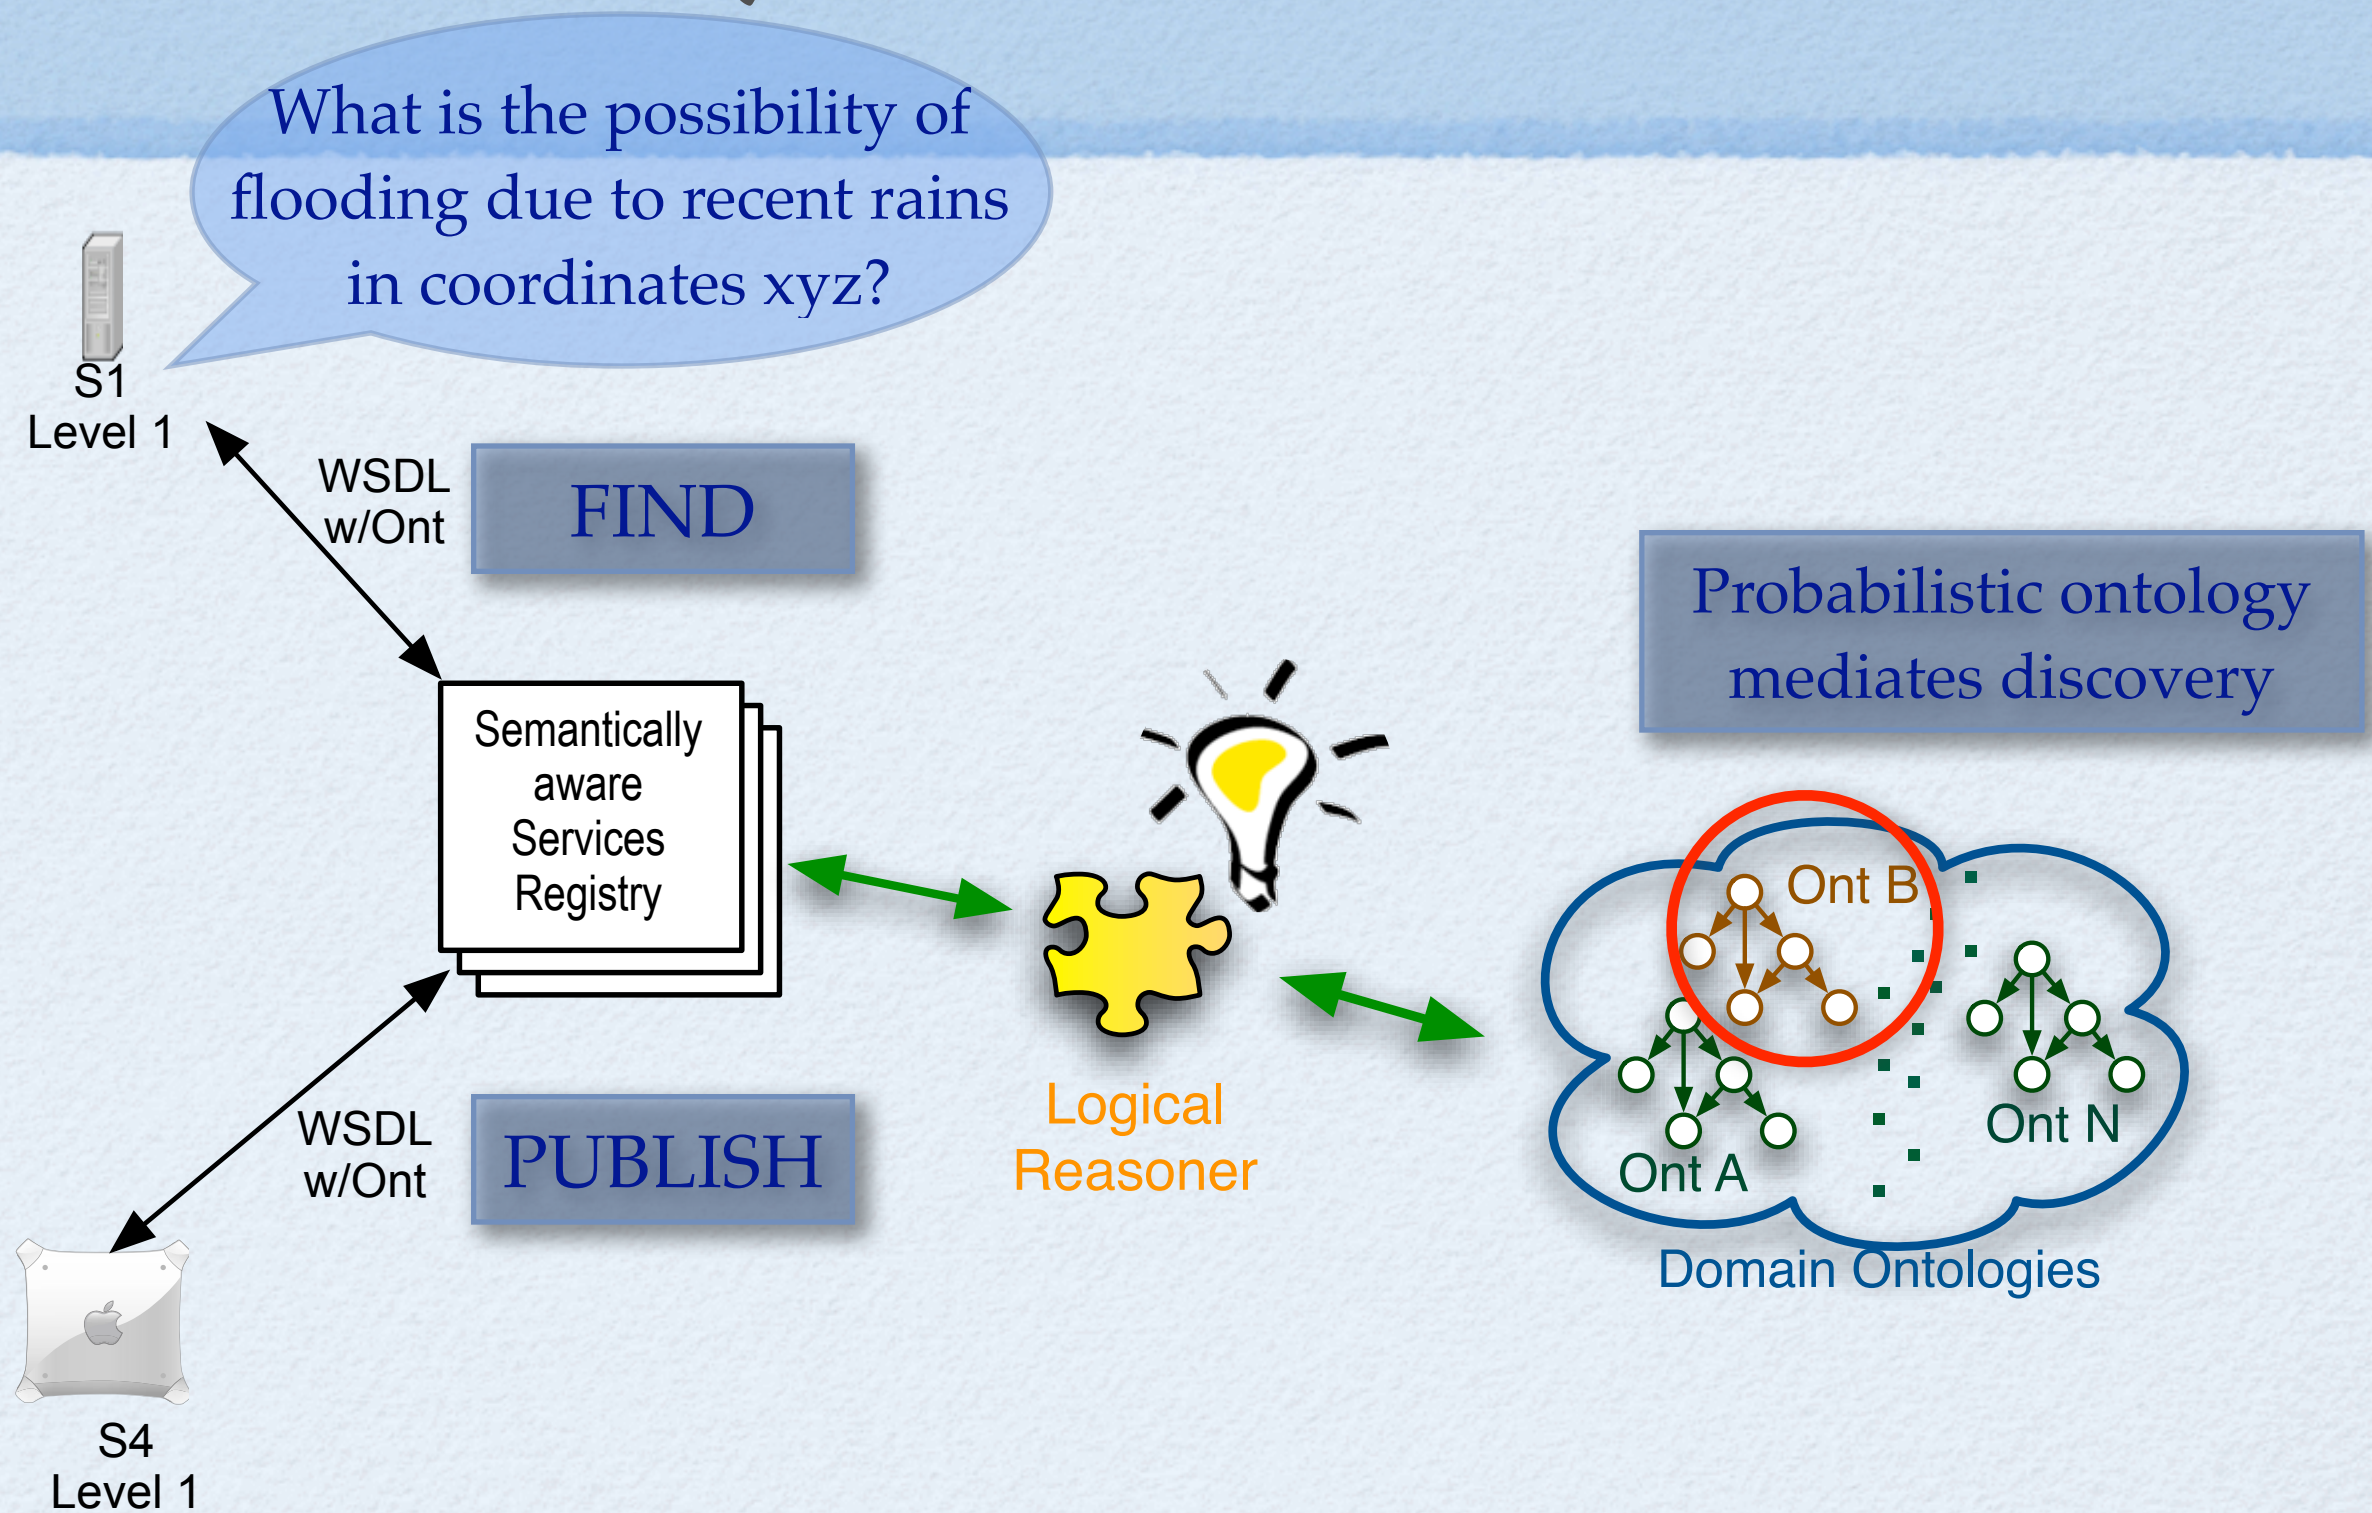 What is the possibility of
flooding due to recent rains
in coordinates xyz?
S1
Level 1
WSDL
w/Ont
FIND
Probabilistic ontology
mediates discovery
Semantically
aware
Services
Registry
Ont B
Ont A
Ont N
Logical
Reasoner
Domain Ontologies
WSDL
w/Ont
PUBLISH
S4
Level 1